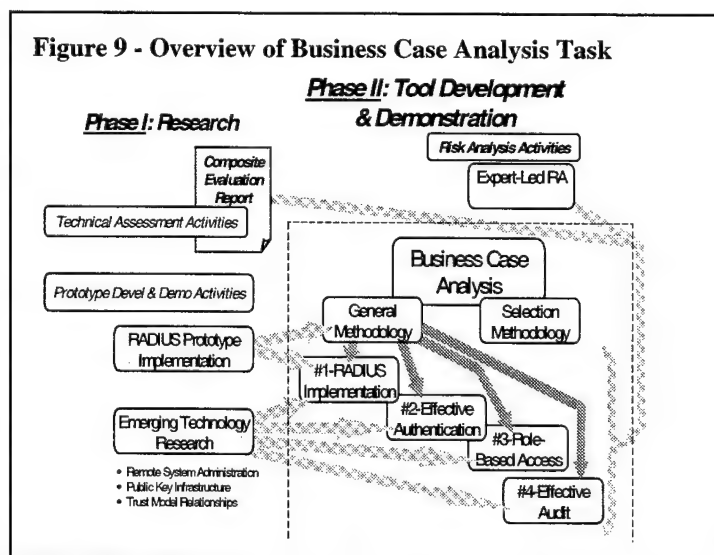 Figure 9 - Overview of Business Case Analysis Task
Phase I: Research
Phase II: Tool Development
& Demonstration
Composite
Evaluation
Report
Technical Assessment Activities
Prototype Devel & Demo Activities
RADIUS Prototype
Implementation
Emerging Technology
Research
• Remote System Administration
• Public Key Infrastructure
• Trust Model Relationships
Risk Analysis Activities
Expert-Led RA
Business Case
Analysis
General
Methodology
Selection
Methodology
#1-RADIUS
Implementation
#2-Effective
Authentication
#3-Role-
Based Access
#4-Effective
Audit